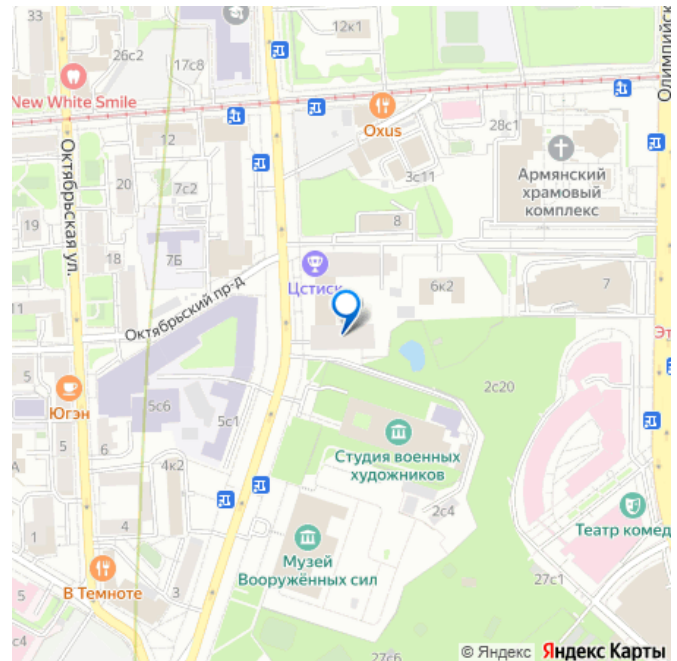 33
12к1
26с2
17с8
Олимпийск
New White Smile
Oxus
12
28с1
Октябрьская ул.
Армянский
храмовый
комплекс
20
7с2
3с11
19
8
18
7Б
Цстиск
6к2
7
Октябрьский пр-д
Эт
5
2с20
Югэн
5с6
5с1
5
6
А
4к2
Студия военных
художников
2с4
1
4
Театр комед
Музей
Вооружённых сил
В Темноте
3
5
27с1
с4
27с6
© Яндекс Яндекс Карты